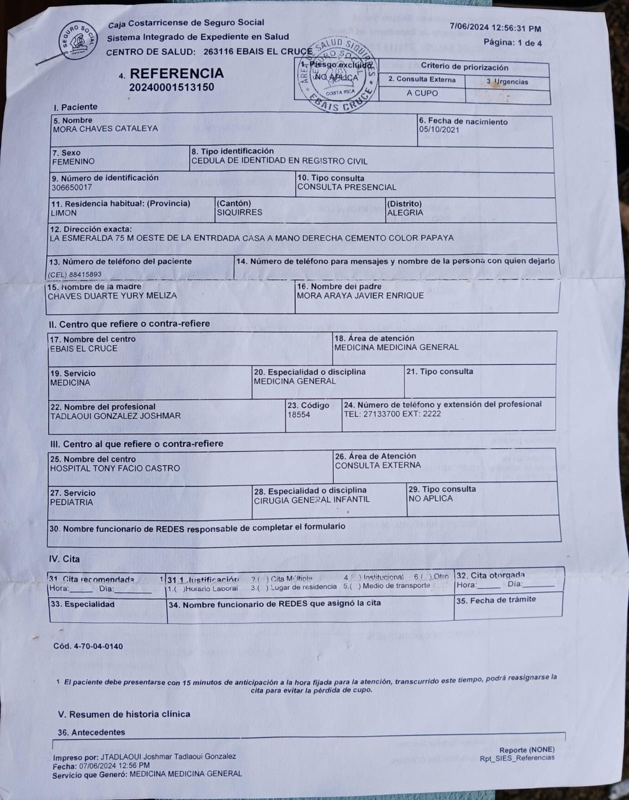 Caja Costarricense de Seguro Social
Sistema Integrado de Expediente en Salud
CENTRO DE SALUD: 263116 EBAIS EL CRUCE
7/06/2024 12:56:31 PM
Página: 1 de 4
4. REFERENCIA
20240001513150
1. Riesgo excluido
NO APLICA
Criterio de priorización
2. Consulta Externa
3. Urgencias
A CUPO
I. Paciente
5. Nombre
MORA CHAVES CATALEYA
6. Fecha de nacimiento
05/10/2021
7. Sexo
FEMENINO
8. Tipo identificación
CEDULA DE IDENTIDAD EN REGISTRO CIVIL
9. Número de identificación
306650017
10. Tipo consulta
CONSULTA PRESENCIAL
11. Residencia habitual: (Provincia)
LIMON
(Cantón)
SIQUIRRES
(Distrito)
ALEGRIA
12. Dirección exacta:
LA ESMERALDA 75 M OESTE DE LA ENTRDADA CASA A MANO DERECHA CEMENTO COLOR PAPAYA
13. Número de teléfono del paciente
(CEL) 88415893
14. Número de teléfono para mensajes y nombre de la persona con quien dejarlo
15. Nombre de la madre
CHAVES DUARTE YURY MELIZA
16. Nombre del padre
MORA ARAYA JAVIER ENRIQUE
II. Centro que refiere o contra-refiere
17. Nombre del centro
EBAIS EL CRUCE
18. Área de atención
MEDICINA MEDICINA GENERAL
19. Servicio
MEDICINA
20. Especialidad o disciplina
MEDICINA GENERAL
21. Tipo consulta
22. Nombre del profesional
TADLAOUI GONZALEZ JOSHMAR
23. Código
18554
24. Número de teléfono y extensión del profesional
TEL: 27133700 EXT: 2222
III. Centro al que refiere o contra-refiere
25. Nombre del centro
HOSPITAL TONY FACIO CASTRO
26. Área de Atención
CONSULTA EXTERNA
27. Servicio
PEDIATRIA
28. Especialidad o disciplina
CIRUGIA GENERAL INFANTIL
29. Tipo consulta
NO APLICA
30. Nombre funcionario de REDES responsable de completar el formulario
IV. Cita
31. Cita recomendada 1
Hora:_____ Día:_____
31.1 Justificación 2.( ) Cita Múltiple 4.( ) Institucional 6.( ) Otro
1.( )Horario Laboral 3.( ) Lugar de residencia 5.( ) Medio de transporte
32. Cita otorgada
Hora:____ Día:____
33. Especialidad
34. Nombre funcionario de REDES que asignó la cita
35. Fecha de trámite
Cód. 4-70-04-0140
1 El paciente debe presentarse con 15 minutos de anticipación a la hora fijada para la atención, transcurrido este tiempo, podrá reasignarse la
cita para evitar la pérdida de cupo.
V. Resumen de historia clínica
36. Antecedentes
Impreso por: JTADLAOUI Joshmar Tadlaoui Gonzalez
Fecha: 07/06/2024 12:56 PM
Servicio que Generó: MEDICINA MEDICINA GENERAL
Reporte (NONE)
Rpt_SIES_Referencias
AREA DE SALUD SIQUIRRES
COSTA RICA
EBAIS CRUCE